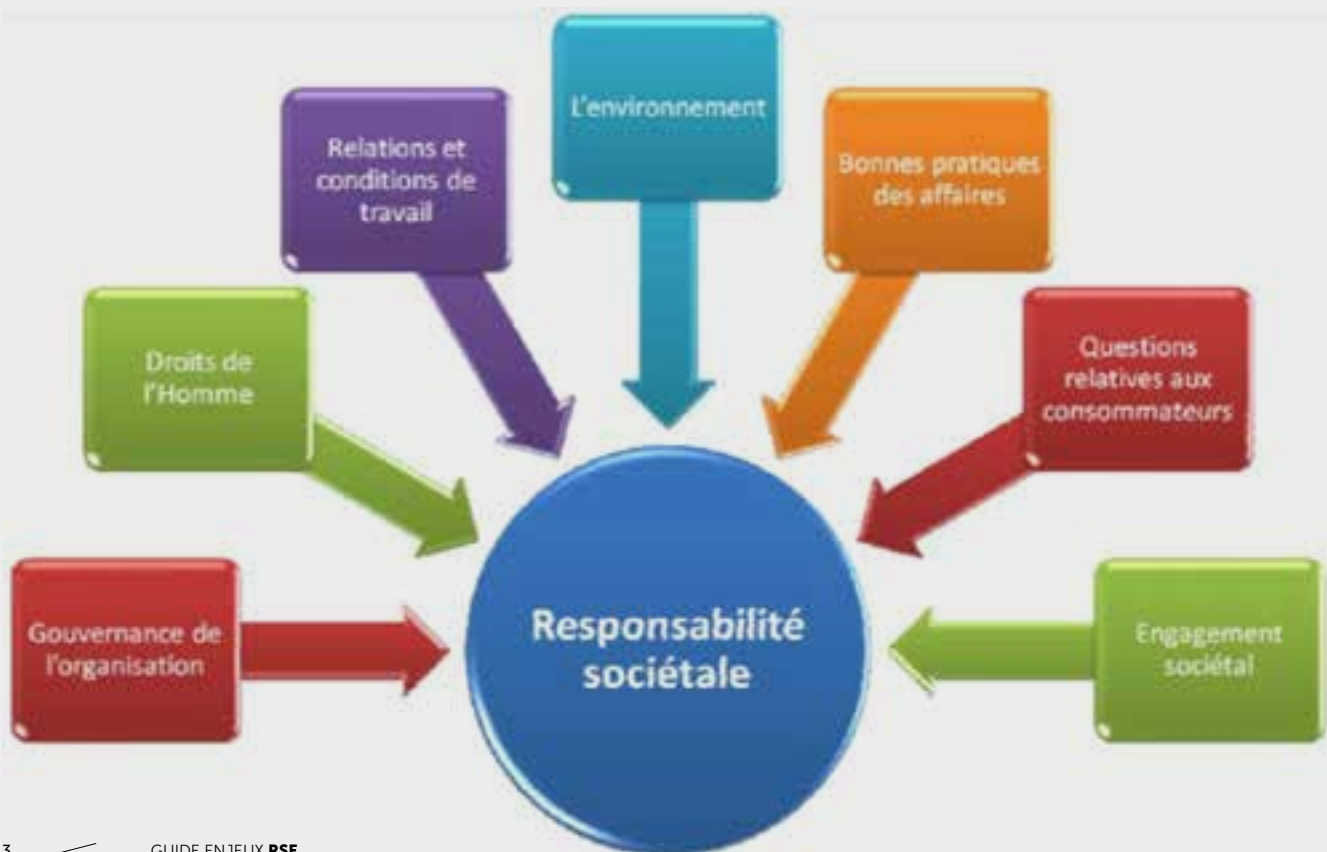 L'environnement
Relations et
conditions de
travail
Bonnes pratiques
des affaires
Droits de
l'Homme
Questions
relatives aux
consommateurs
Gouvernance de
l'organisation
Responsabilité
sociétale
Engagement
sociétal
3
GUIDE ENJEUX RSE